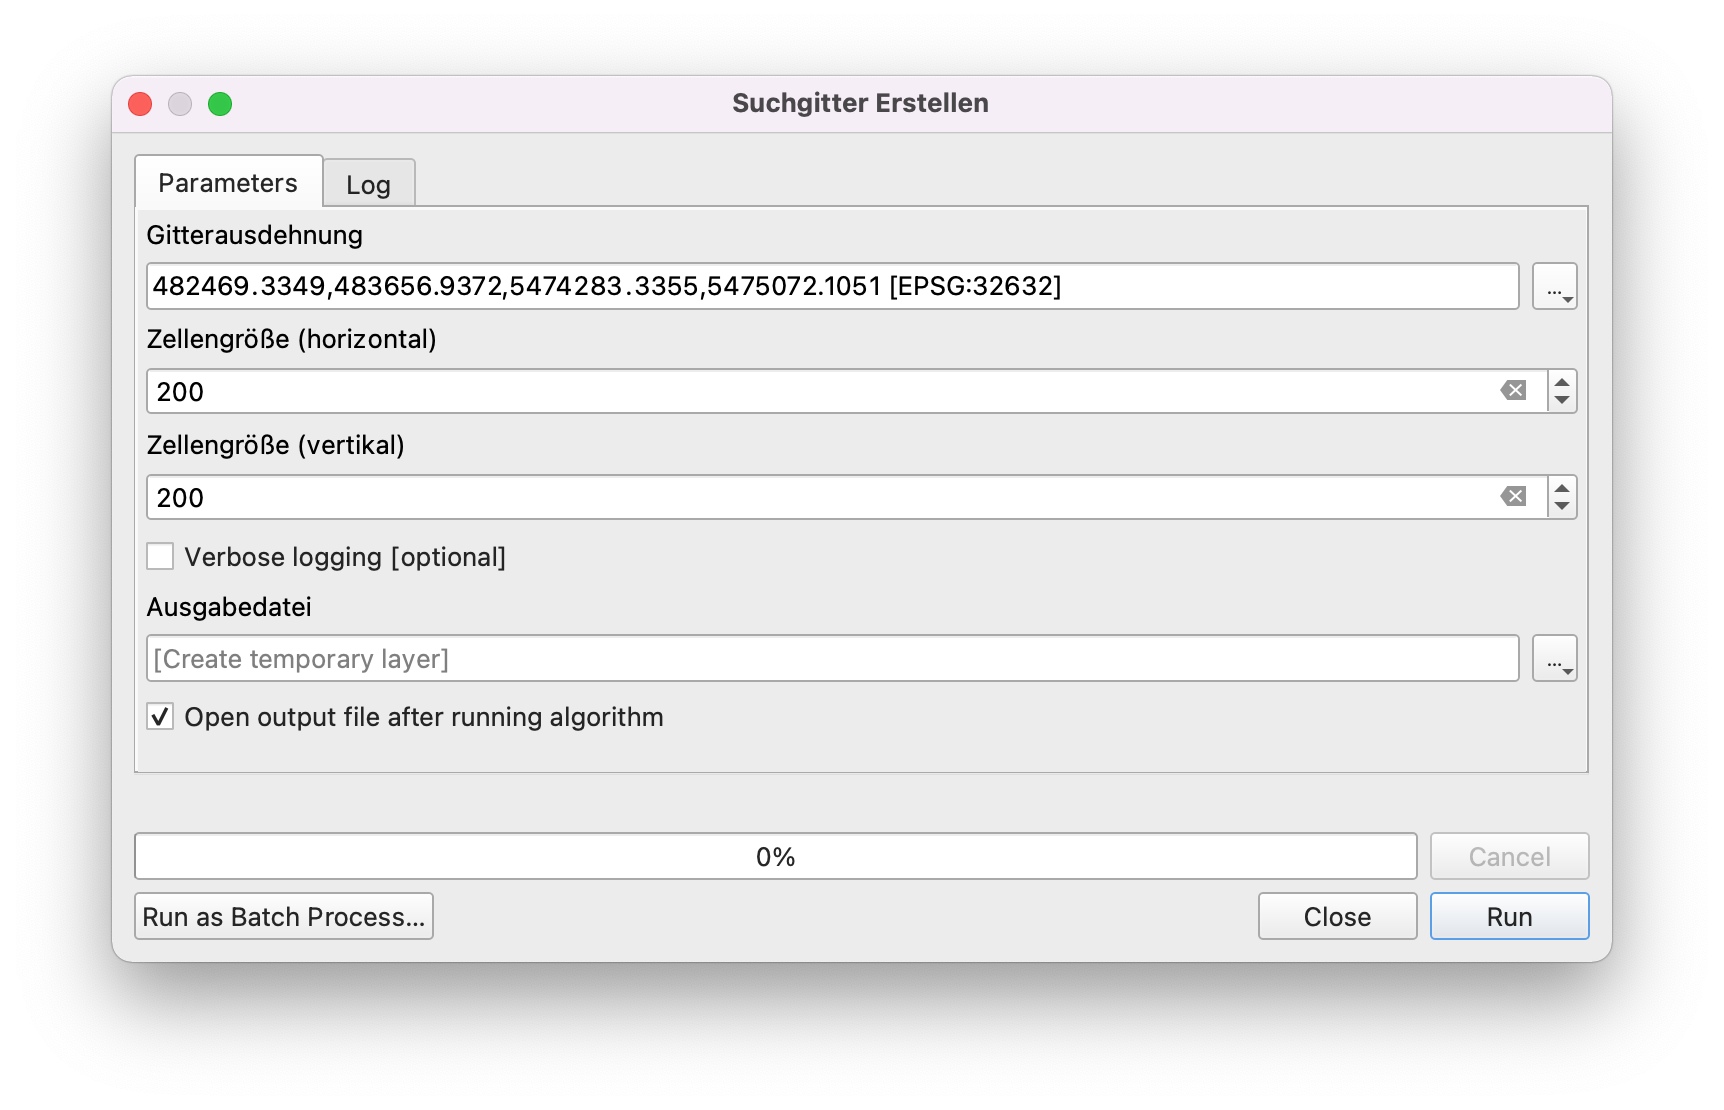 Suchgitter Erstellen
Parameters
Log
Gitterausdehnung
482469.3349,483656.9372,5474283.3355,5475072.1051 [EPSG:32632]
...
Zellengröße (horizontal)
200
Zellengröße (vertikal)
200
Verbose logging [optional]
Ausgabedatei
[Create temporary layer]
...
Open output file after running algorithm
0%
Cancel
Run as Batch Process...
Close
Run